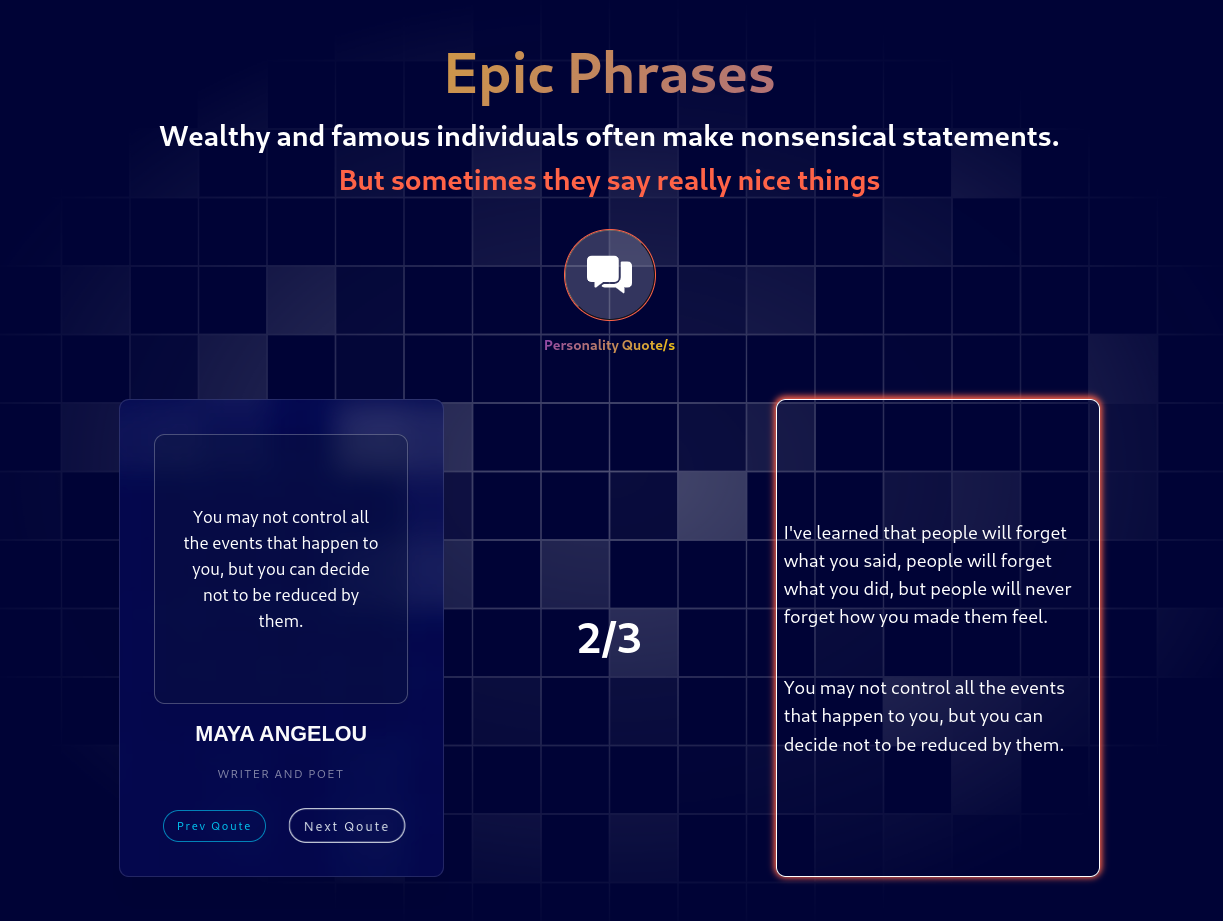 Epic Phrases
Wealthy and famous individuals often make nonsensical statements.
But sometimes they say really nice things
Personality Quote/s
You may not control all
the events that happen to
you, but you can decide
not to be reduced by
them.
MAYA ANGELOU
WRITER AND POET
Prev Qoute
Next Qoute
2/3
I've learned that people will forget
what you said, people will forget
what you did, but people will never
forget how you made them feel.
You may not control all the events
that happen to you, but you can
decide not to be reduced by them.